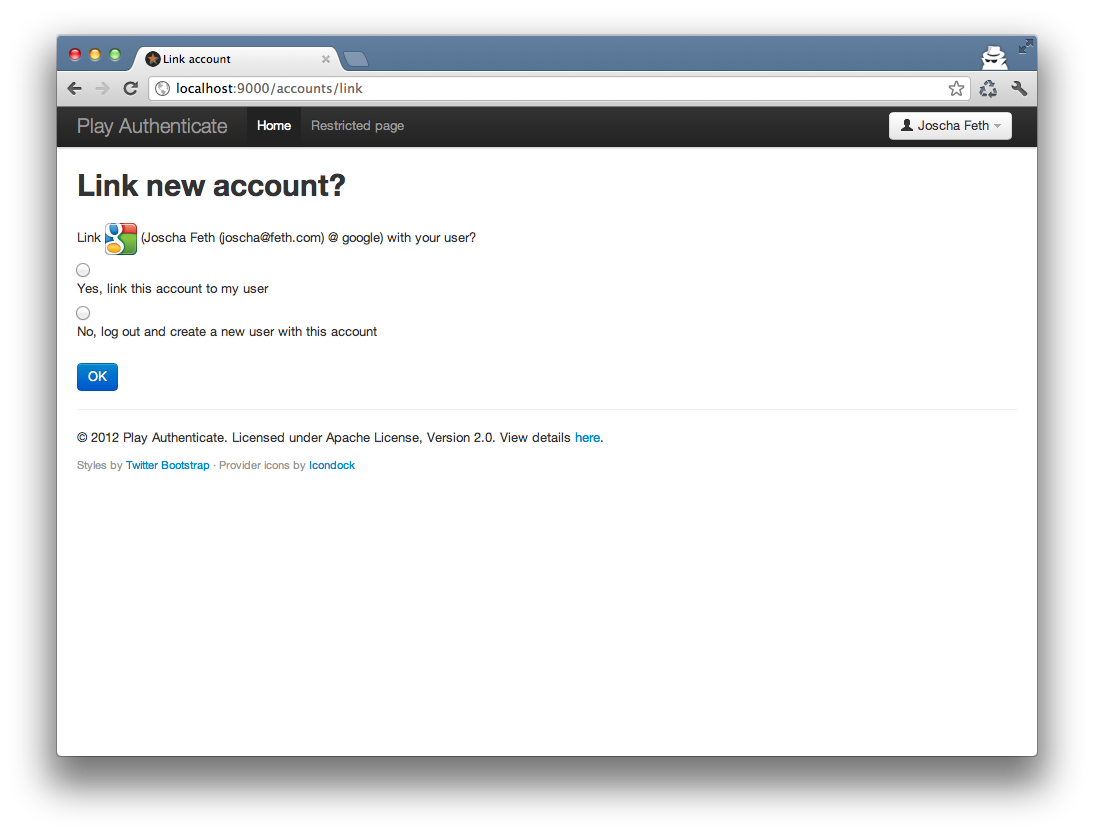 Link account
localhost:9000/accounts/link
Play Authenticate Home Restricted page Joscha Feth
Link new account?
Link (Joscha Feth (joscha@feth.com) @ google) with your user?
Yes, link this account to my user
No, log out and create a new user with this account
OK
© 2012 Play Authenticate. Licensed under Apache License, Version 2.0. View details here.
Styles by Twitter Bootstrap · Provider icons by Icondock